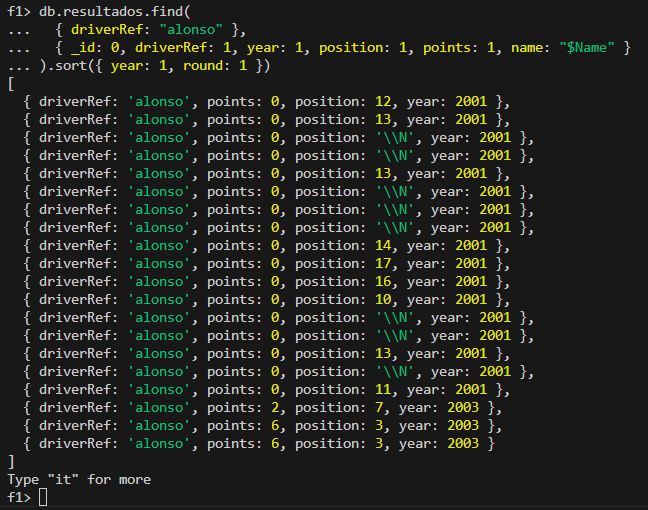 f1> db.resultados.find(
...   { driverRef: "alonso" },
...   { _id: 0, driverRef: 1, year: 1, position: 1, points: 1, name: "$Name" }
... ).sort({ year: 1, round: 1 })
[
  { driverRef: 'alonso', points: 0, position: 12, year: 2001 },
  { driverRef: 'alonso', points: 0, position: 13, year: 2001 },
  { driverRef: 'alonso', points: 0, position: '\\N', year: 2001 },
  { driverRef: 'alonso', points: 0, position: '\\N', year: 2001 },
  { driverRef: 'alonso', points: 0, position: 13, year: 2001 },
  { driverRef: 'alonso', points: 0, position: '\\N', year: 2001 },
  { driverRef: 'alonso', points: 0, position: '\\N', year: 2001 },
  { driverRef: 'alonso', points: 0, position: '\\N', year: 2001 },
  { driverRef: 'alonso', points: 0, position: 14, year: 2001 },
  { driverRef: 'alonso', points: 0, position: 17, year: 2001 },
  { driverRef: 'alonso', points: 0, position: 16, year: 2001 },
  { driverRef: 'alonso', points: 0, position: 10, year: 2001 },
  { driverRef: 'alonso', points: 0, position: '\\N', year: 2001 },
  { driverRef: 'alonso', points: 0, position: '\\N', year: 2001 },
  { driverRef: 'alonso', points: 0, position: 13, year: 2001 },
  { driverRef: 'alonso', points: 0, position: '\\N', year: 2001 },
  { driverRef: 'alonso', points: 0, position: 11, year: 2001 },
  { driverRef: 'alonso', points: 2, position: 7, year: 2003 },
  { driverRef: 'alonso', points: 6, position: 3, year: 2003 },
  { driverRef: 'alonso', points: 6, position: 3, year: 2003 }
]
Type "it" for more
f1>